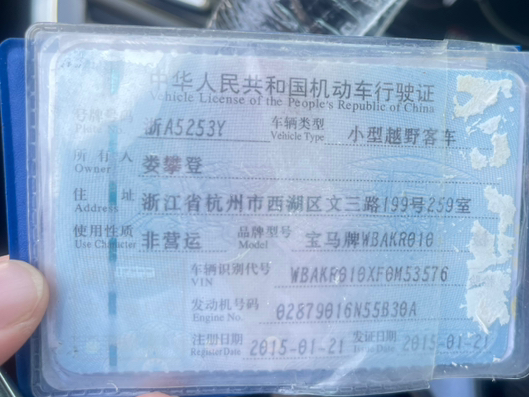 中华人民共和国机动车行驶证
Vehicle License of the People's Republic of China
号牌号码 浙A5253Y 车辆类型 小型越野客车
Plate No. Vehicle Type
所有人 娄攀登
Owner
住址 浙江省杭州市西湖区文三路199号259室
Address
使用性质 非营运 品牌型号 宝马牌WBAKR010
Use Character Model
车辆识别代号 WBAKR010XF0M53576
VIN
发动机号码 02879016N55B30A
Engine No.
注册日期 2015-01-21 发证日期 2015-01-21
Register Date Issue Date